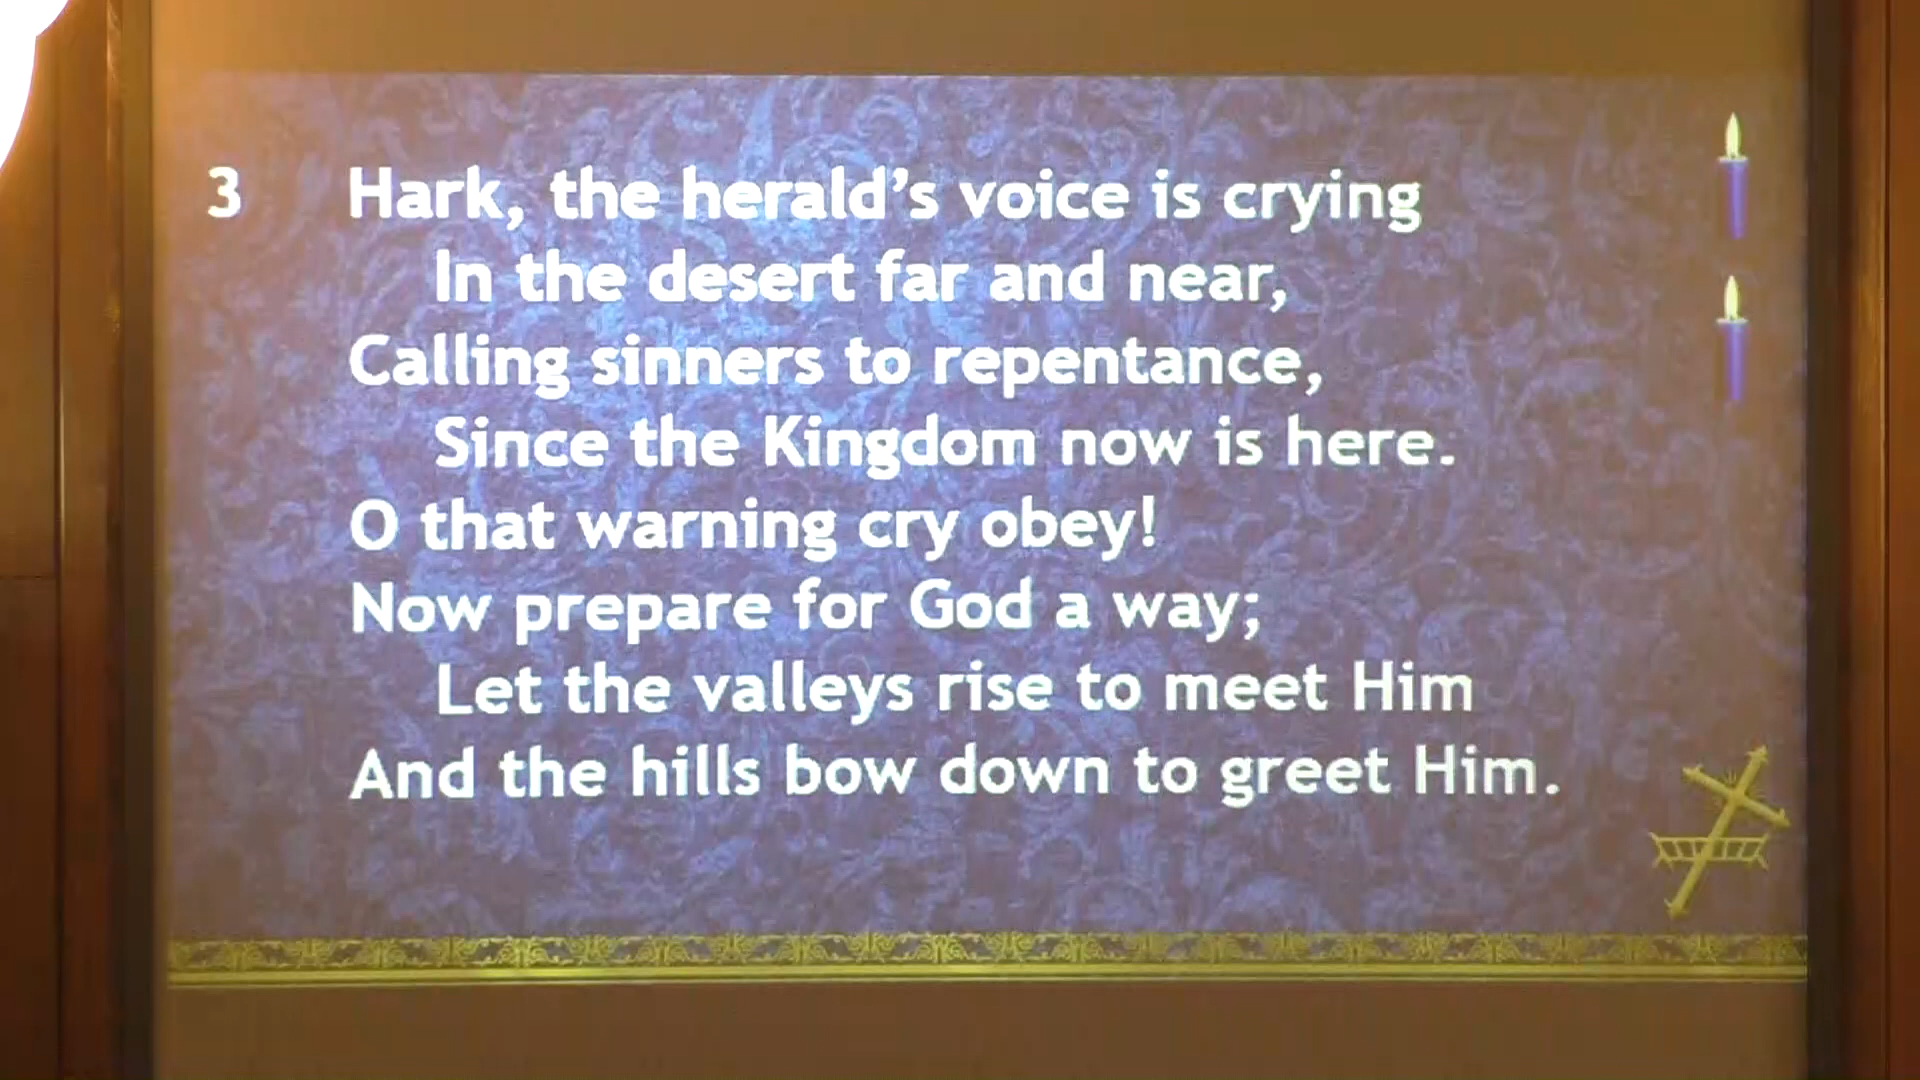 3 Hark, the herald's voice is crying
In the desert far and near,
Calling sinners to repentance,
Since the Kingdom now is here.
O that warning cry obey!
Now prepare for God a way;
Let the valleys rise to meet Him
And the hills bow down to greet Him.